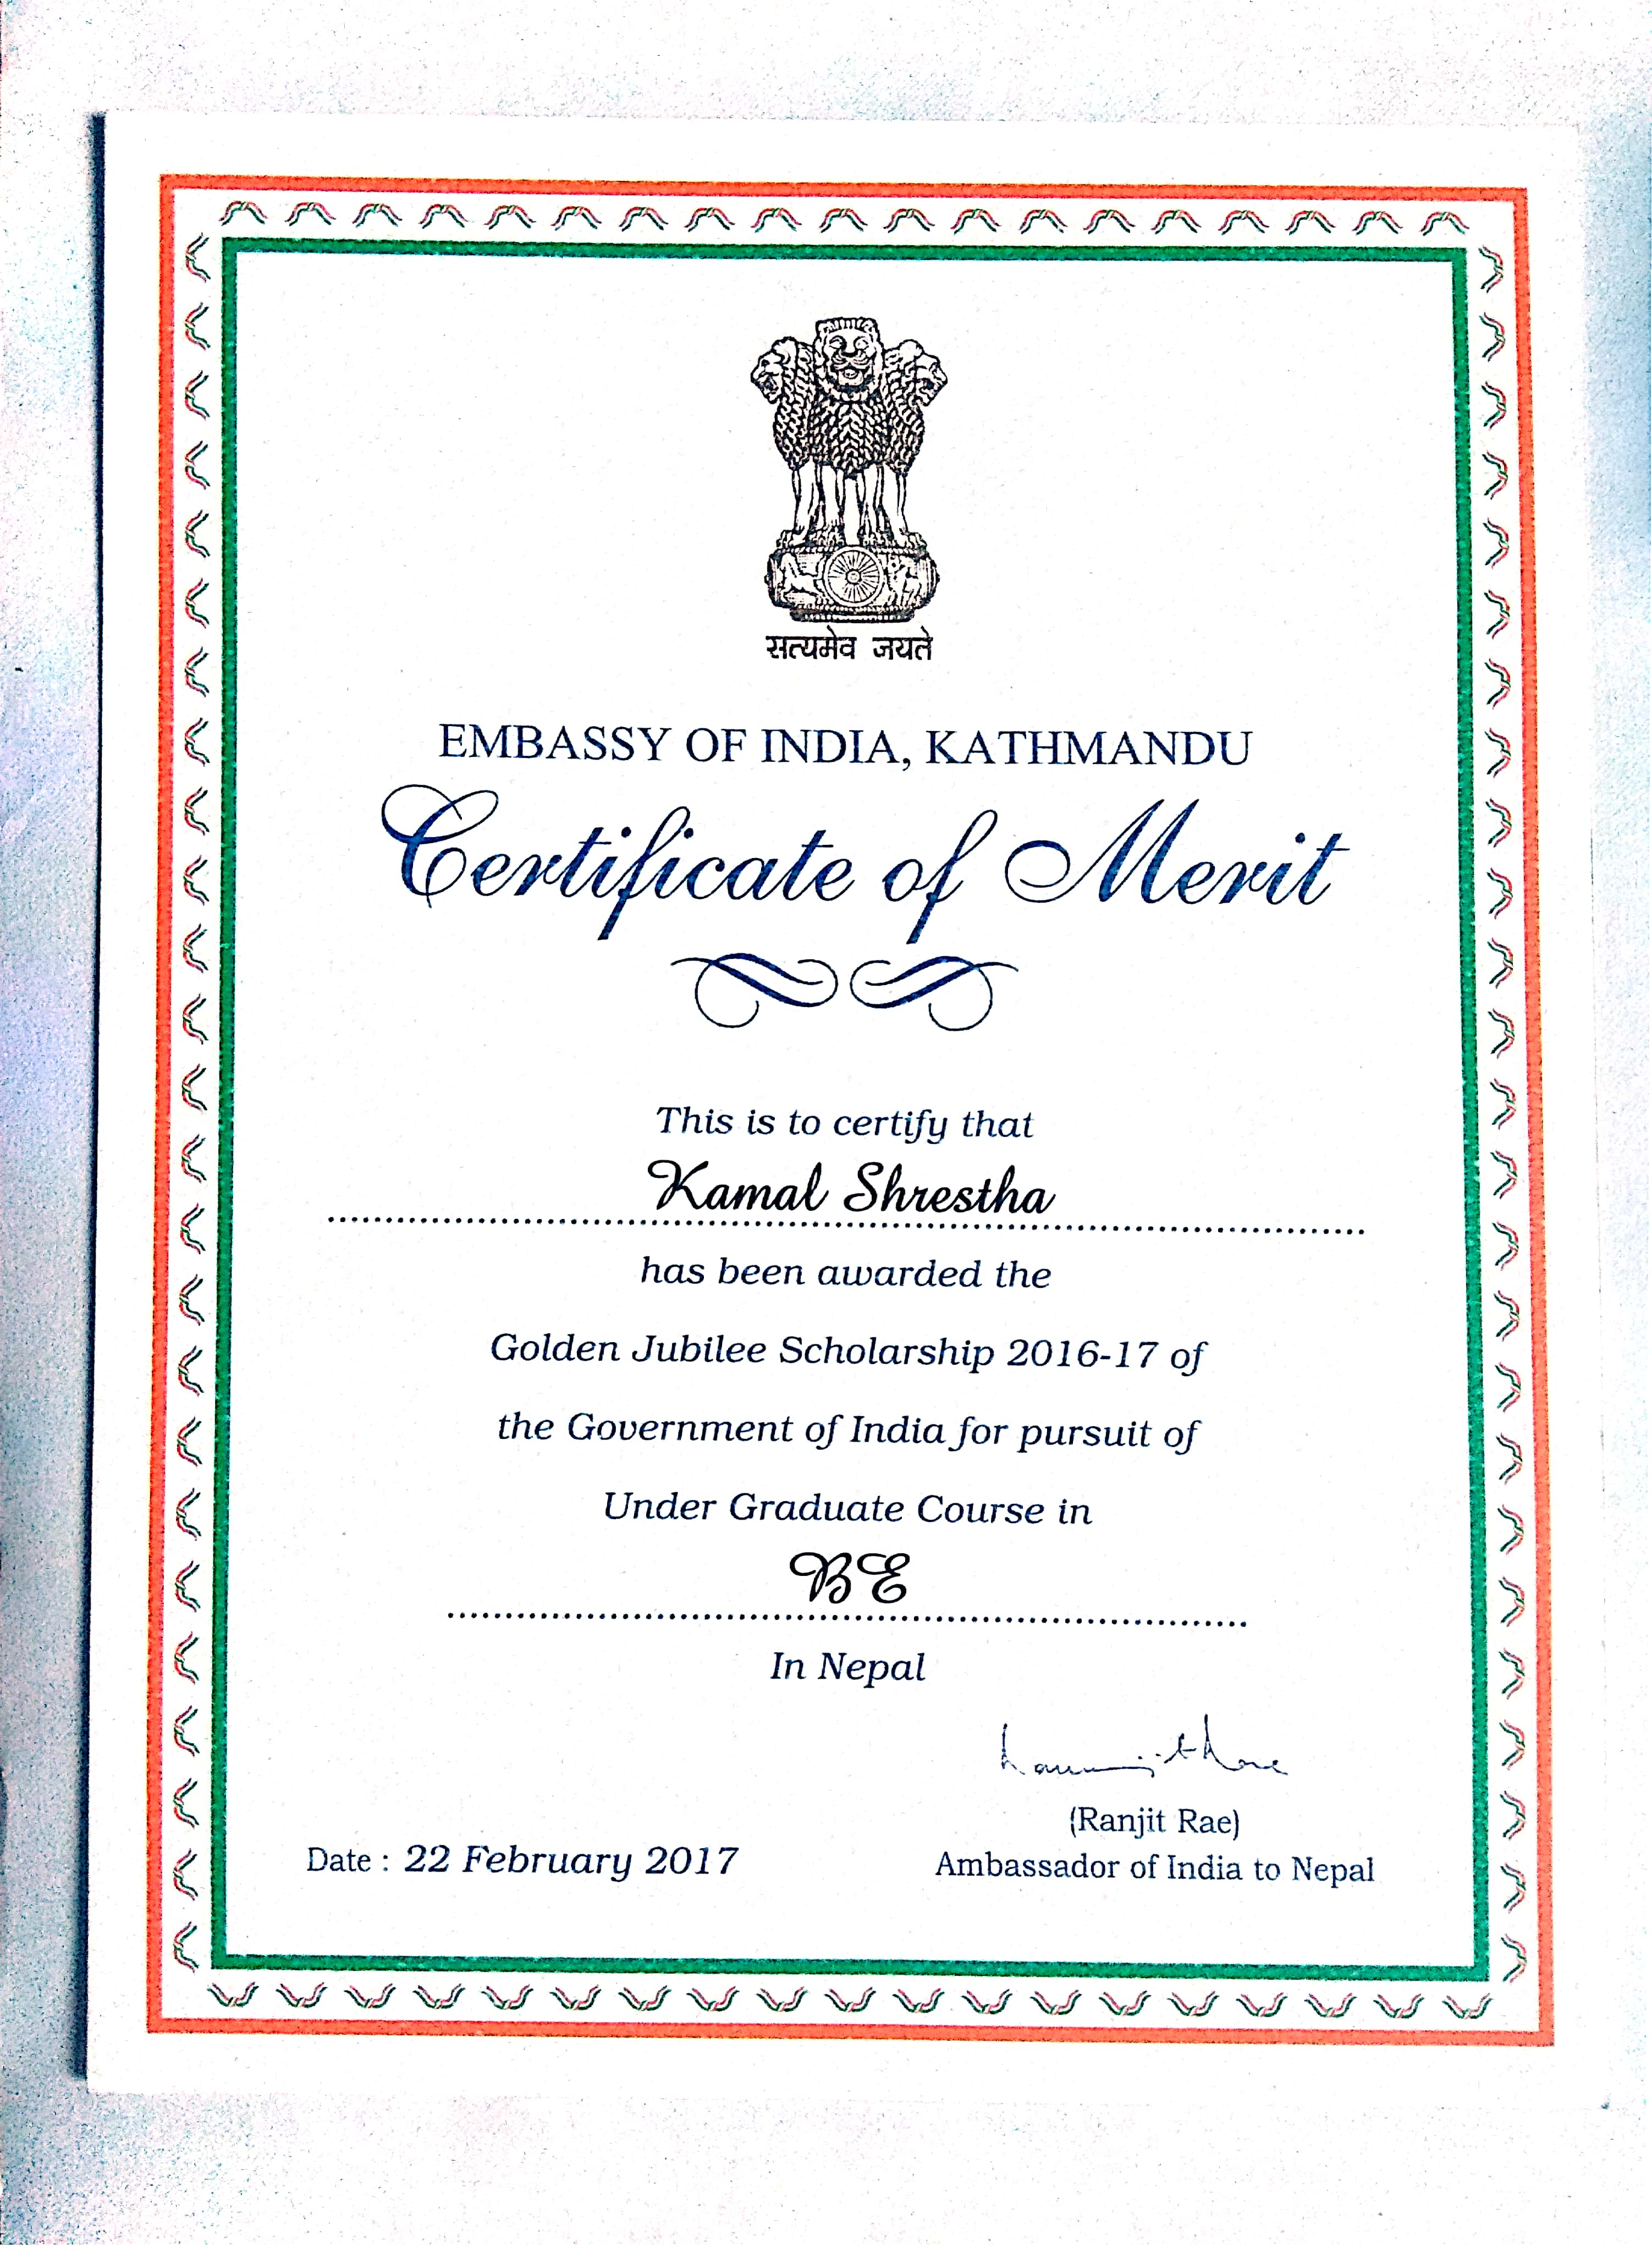 सत्यमेव जयते
EMBASSY OF INDIA, KATHMANDU
Certificate of Merit
This is to certify that
Kamal Shrestha
has been awarded the
Golden Jubilee Scholarship 2016-17 of
the Government of India for pursuit of
Under Graduate Course in
BE
In Nepal
(Ranjit Rae)
Date : 22 February 2017
Ambassador of India to Nepal